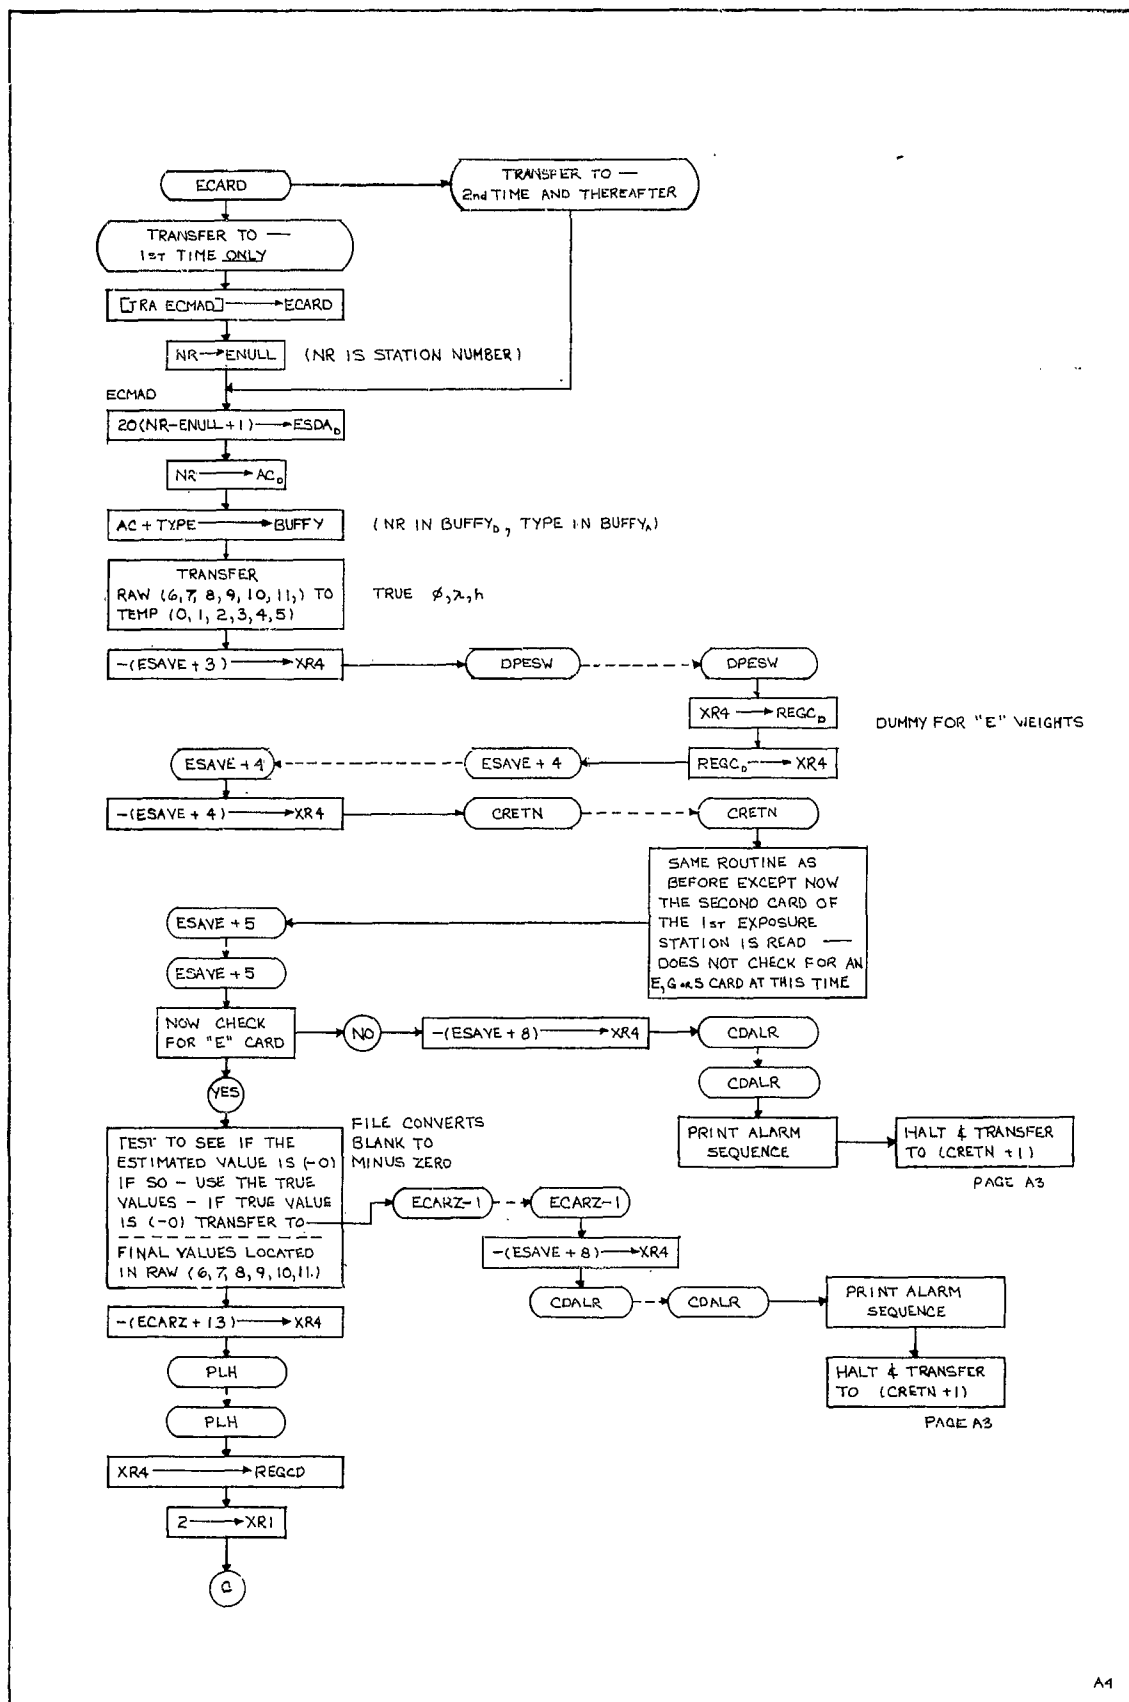 ECARD
TRANSFER TO —
2nd TIME AND THEREAFTER
TRANSFER TO —
1ST TIME ONLY
[TRA ECMAD] → ECARD
NR → ENULL (NR IS STATION NUMBER)
ECMAD
20(NR-ENULL+1) → ESDA_D
NR → AC_D
AC + TYPE → BUFFY (NR IN BUFFY_D, TYPE IN BUFFY_A)
TRANSFER
RAW (6,7,8,9,10,11,) TO
TEMP (0,1,2,3,4,5)
TRUE φ,λ,h
-(ESAVE + 3) → XR4
DPESW
DPESW
XR4 → REGC_D
DUMMY FOR "E" WEIGHTS
REGC_D → XR4
ESAVE + 4
ESAVE + 4
-(ESAVE + 4) → XR4
CRETN
CRETN
SAME ROUTINE AS
BEFORE EXCEPT NOW
THE SECOND CARD OF
THE 1ST EXPOSURE
STATION IS READ —
DOES NOT CHECK FOR AN
E, G OR S CARD AT THIS TIME
ESAVE + 5
ESAVE + 5
NOW CHECK
FOR "E" CARD
NO
-(ESAVE + 8) → XR4
CDALR
CDALR
PRINT ALARM
SEQUENCE
HALT & TRANSFER
TO (CRETN +1)
PAGE A3
YES
TEST TO SEE IF THE
ESTIMATED VALUE IS (-0)
IF SO - USE THE TRUE
VALUES - IF TRUE VALUE
IS (-0) TRANSFER TO
FINAL VALUES LOCATED
IN RAW (6,7,8,9,10,11.)
FILE CONVERTS
BLANK TO
MINUS ZERO
ECARZ-1
ECARZ-1
-(ESAVE + 8) → XR4
CDALR
CDALR
PRINT ALARM
SEQUENCE
HALT & TRANSFER
TO (CRETN +1)
PAGE A3
-(ECARZ + 13) → XR4
PLH
PLH
XR4 → REGCD
2 → XR1
C
A4